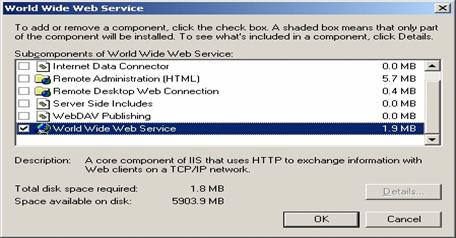 World Wide Web Service
To add or remove a component, click the check box. A shaded box means that only part
of the component will be installed. To see what's included in a component, click Details.
Subcomponents of World Wide Web Service:
Internet Data Connector 0.0 MB
Remote Administration (HTML) 5.7 MB
Remote Desktop Web Connection 0.4 MB
Server Side Includes 0.0 MB
WebDAV Publishing 0.0 MB
World Wide Web Service 1.9 MB
Description: A core component of IIS that uses HTTP to exchange information with
Web clients on a TCP/IP network.
Total disk space required: 1.8 MB
Space available on disk: 5903.9 MB
Details...
OK Cancel